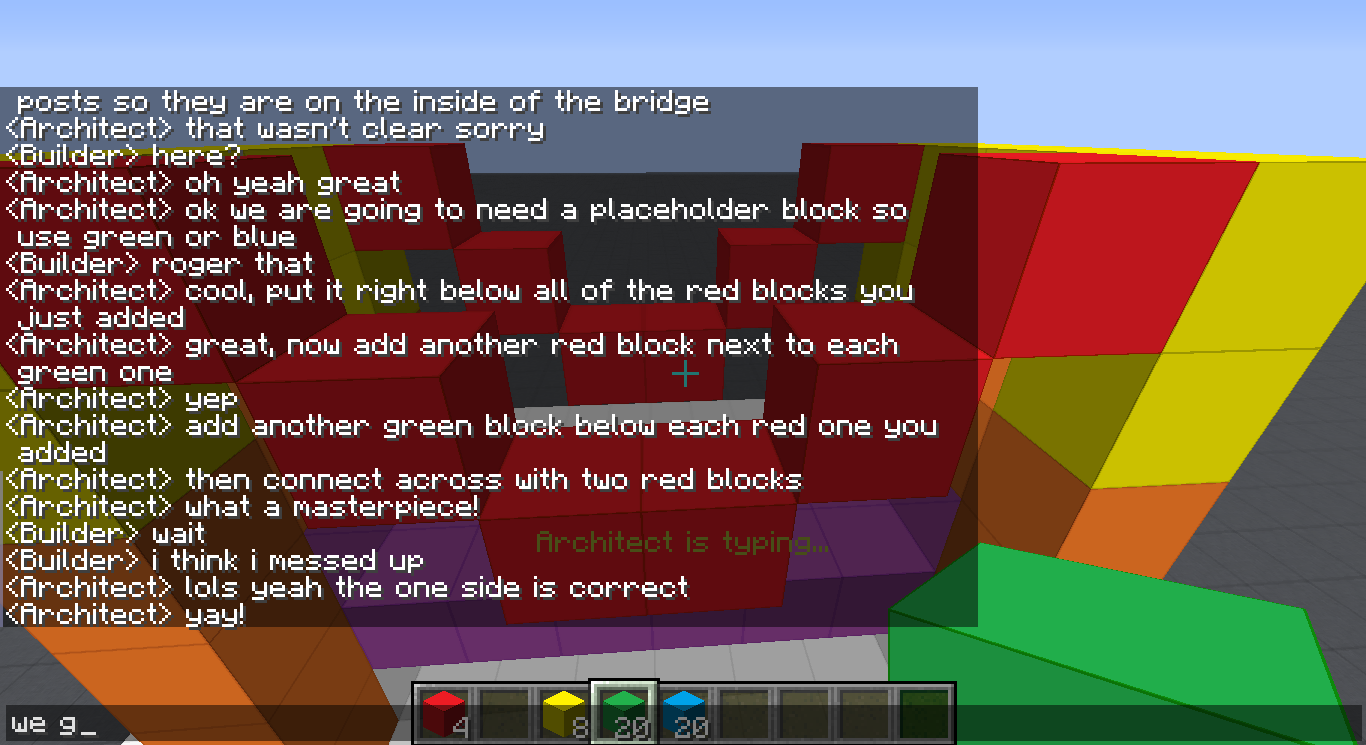 posts so they are on the inside of the bridge
<Architect> that wasn't clear sorry
<Builder> here?
<Architect> oh yeah great
<Architect> ok we are going to need a placeholder block so
use green or blue
<Builder> roger that
<Architect> cool, put it right below all of the red blocks you
just added
<Architect> great, now add another red block next to each
green one
<Architect> yep
<Architect> add another green block below each red one you
added
<Architect> then connect across with two red blocks
<Architect> what a masterpiece!
<Builder> wait
<Builder> i think i messed up
Architect is typing...
<Architect> lols yeah the one side is correct
<Architect> yay!
4 8 20 20
we g_